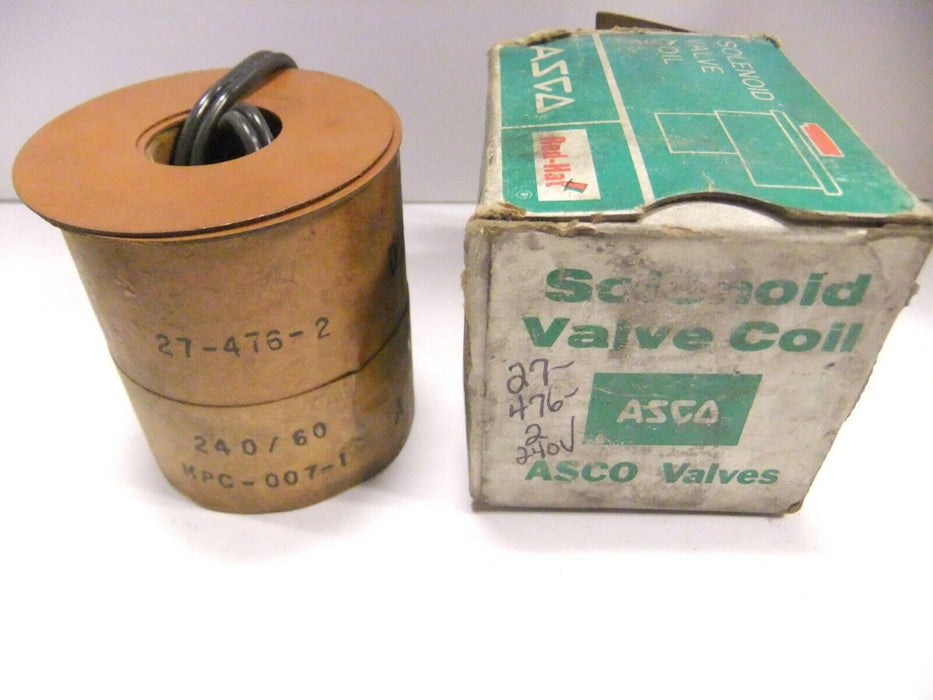 27-476-2
240/60
MPC-007-1
A
SOLENOID
VALVE
COIL
ASCO
Red-Hat
®
Solenoid
Valve Coil
27-
476-
2
240V
ASCO
ASCO Valves